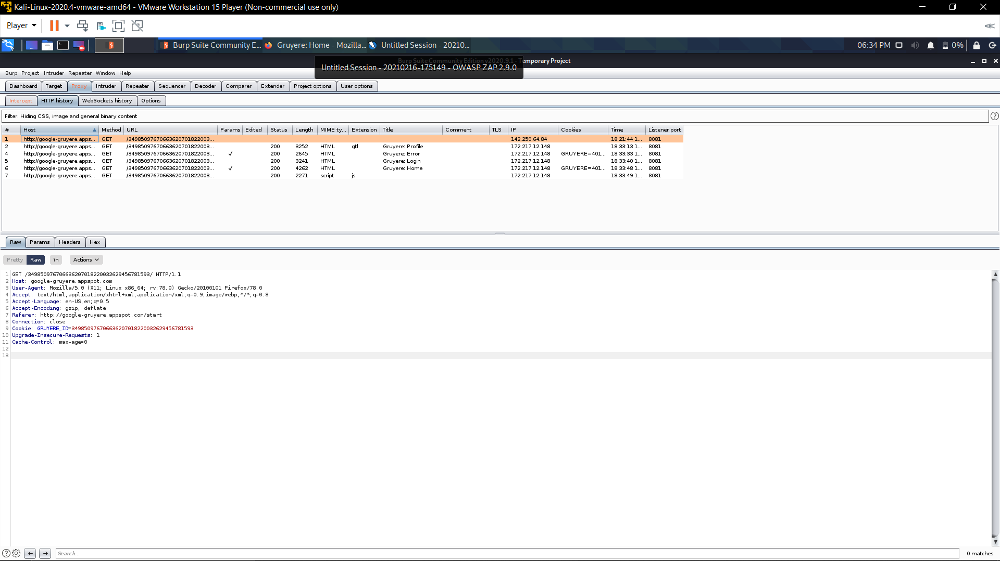 Kali-Linux-2020.4-vmware-amd64 - VMware Workstation 15 Player (Non-commercial use only)
Player
Burp Suite Community E... Gruyere: Home - Mozilla... Untitled Session - 20210... 06:34 PM 0%
Burp Suite Community Edition v2020.9.1 - Temporary Project
Untitled Session - 20210216-175149 - OWASP ZAP 2.9.0
Burp Project Intruder Repeater Window Help
Dashboard Target Proxy Intruder Repeater Sequencer Decoder Comparer Extender Project options User options
Intercept HTTP history WebSockets history Options
Filter: Hiding CSS, image and general binary content ?
# Host Method URL Params Edited Status Length MIME ty... Extension Title Comment TLS IP Cookies Time Listener port
1 http://google-gruyere.apps... GET /34985097670663620701822003... 142.250.64.84 18:21:44 1... 8081
2 http://google-gruyere.apps... GET /34985097670663620701822003... 200 3252 HTML gtl Gruyere: Profile 172.217.12.148 18:33:13 1... 8081
4 http://google-gruyere.apps... GET /34985097670663620701822003... ✓ 200 2645 HTML Gruyere: Error 172.217.12.148 GRUYERE=401... 18:33:33 1... 8081
5 http://google-gruyere.apps... GET /34985097670663620701822003... 200 3241 HTML Gruyere: Login 172.217.12.148 18:33:40 1... 8081
6 http://google-gruyere.apps... GET /34985097670663620701822003... ✓ 200 4262 HTML Gruyere: Home 172.217.12.148 GRUYERE=401... 18:33:48 1... 8081
7 http://google-gruyere.apps... GET /34985097670663620701822003... 200 2271 script js 172.217.12.148 18:33:49 1... 8081
Raw Params Headers Hex
Pretty Raw \n Actions
1 GET /349850976706636207018220032629456781593/ HTTP/1.1
2 Host: google-gruyere.appspot.com
3 User-Agent: Mozilla/5.0 (X11; Linux x86_64; rv:78.0) Gecko/20100101 Firefox/78.0
4 Accept: text/html,application/xhtml+xml,application/xml;q=0.9,image/webp,*/*;q=0.8
5 Accept-Language: en-US,en;q=0.5
6 Accept-Encoding: gzip, deflate
7 Referer: http://google-gruyere.appspot.com/start
8 Connection: close
9 Cookie: GRUYERE_ID=349850976706636207018220032629456781593
10 Upgrade-Insecure-Requests: 1
11 Cache-Control: max-age=0
12
13
? Search... 0 matches